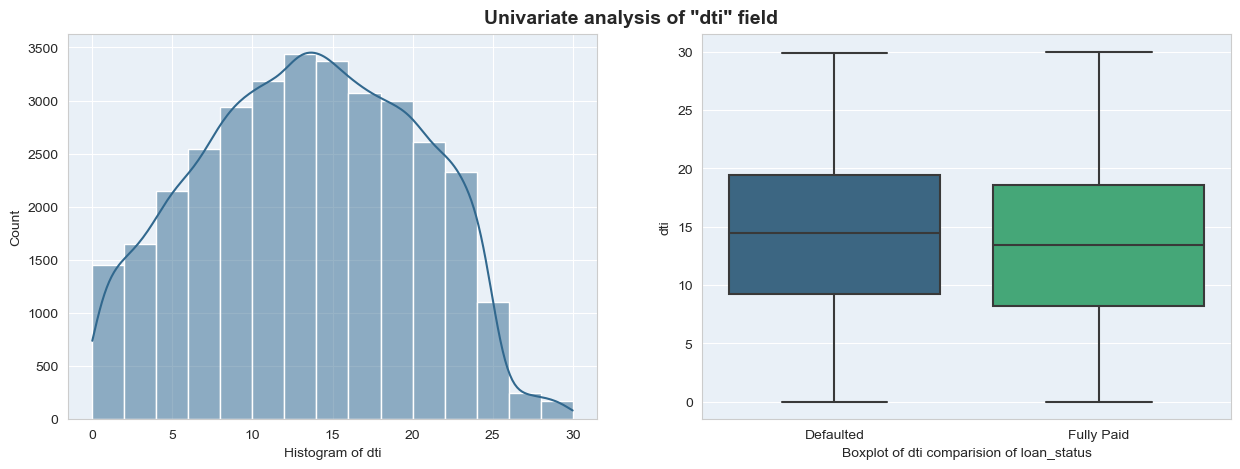 Univariate analysis of "dti" field
3500
3000
2500
2000
1500
1000
500
0
Count
0 5 10 15 20 25 30
Histogram of dti
30
25
20
15
10
5
0
dti
Defaulted Fully Paid
Boxplot of dti comparision of loan_status